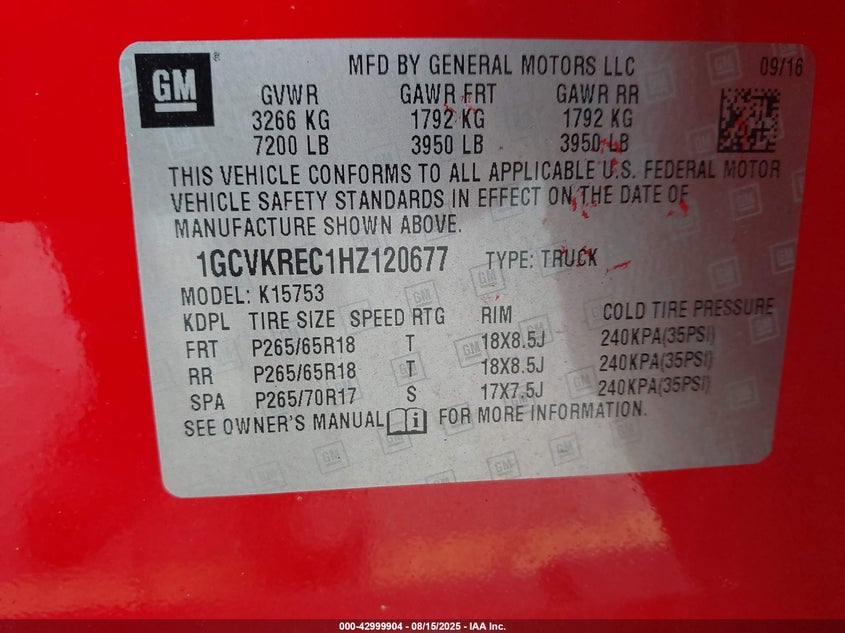 GM
MFD BY GENERAL MOTORS LLC 09/16
GVWR GAWR FRT GAWR RR
3266 KG 1792 KG 1792 KG
7200 LB 3950 LB 3950 LB
THIS VEHICLE CONFORMS TO ALL APPLICABLE U.S. FEDERAL MOTOR
VEHICLE SAFETY STANDARDS IN EFFECT ON THE DATE OF
MANUFACTURE SHOWN ABOVE.
1GCVKREC1HZ120677 TYPE: TRUCK
MODEL: K15753
KDPL TIRE SIZE SPEED RTG RIM COLD TIRE PRESSURE
FRT P265/65R18 T 18X8.5J 240KPA(35PSI)
RR P265/65R18 T 18X8.5J 240KPA(35PSI)
SPA P265/70R17 S 17X7.5J 240KPA(35PSI)
SEE OWNER'S MANUAL FOR MORE INFORMATION.
000-42999904 - 08/15/2025 - IAA Inc.